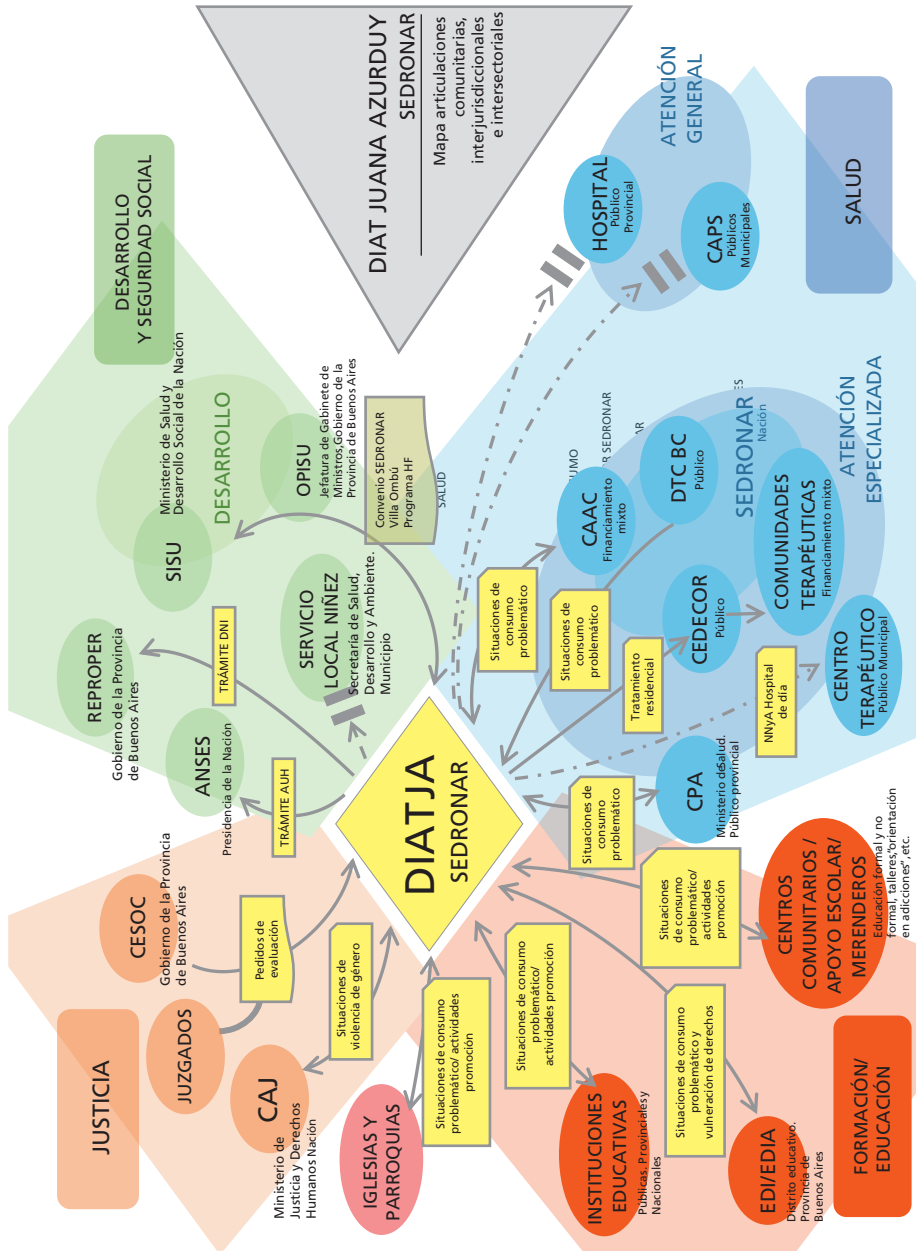 JUSTICIA
CESOC
Gobierno de la Provincia
de Buenos Aires
JUZGADOS
Pedidos de
evaluación
CAJ
Ministerio de
Justicia y Derechos
Humanos Nación
Situaciones de
violencia de género
IGLESIAS Y
PARROQUIAS
Situaciones de consumo
problemático/ actividades
promoción
DESARROLLO
Y SEGURIDAD SOCIAL
REPROPER
Gobierno de la Provincia
de Buenos Aires
ANSES
Presidencia de la Nación
TRÁMITE AUH
TRÁMITE DNI
SISU
Ministerio de Salud y
Desarrollo Social de la Nación
DESARROLLO
OPISU
Jefatura de Gabinete de
Ministros,Gobierno de la
Provincia de Buenos Aires
SERVICIO
LOCAL NIÑEZ
Secretaría de Salud,
Desarrollo y Ambiente.
Municipio
Convenio SEDRONAR
Villa Ombú
Programa HF
SALUD
DIAT JUANA AZURDUY
SEDRONAR
Mapa articulaciones
comunitarias,
interjurisdiccionales
e intersectoriales
DIATJA
SEDRONAR
INSTITUCIONES
EDUCATIVAS
Públicas, Provinciales y
Nacionales
Situaciones de consumo
problemático/
actividades promoción
EDI/EDIA
Distrito educativo.
Provincia de
Buenos Aires
Situaciones de consumo
problemático y
vulneración de derechos
CENTROS
COMUNITARIOS /
APOYO ESCOLAR/
MERENDEROS
Educación formal y no
formal, talleres,"orientación
en adicciones", etc.
Situaciones
de consumo
problemático/
actividades
promoción
FORMACIÓN/
EDUCACIÓN
CPA
Ministerio deSalud.
Público provincial
Situaciones de
consumo
problemático
Situaciones de
consumo
problemático
CAAC
Financiamiento
mixto
UMO
R SEDRONAR
AR
Situaciones de
consumo
problemático
DTC BC
Público
SEDRONAR
ES
Nación
Tratamiento
residencial
CEDECOR
Público
COMUNIDADES
TERAPÉUTICAS
Financiamiento mixto
NNyA Hospital
de día
CENTRO
TERAPÉUTICO
Público Municipal
ATENCIÓN
ESPECIALIZADA
HOSPITAL
Público
Provincial
CAPS
Públicos
Municipales
ATENCIÓN
GENERAL
SALUD